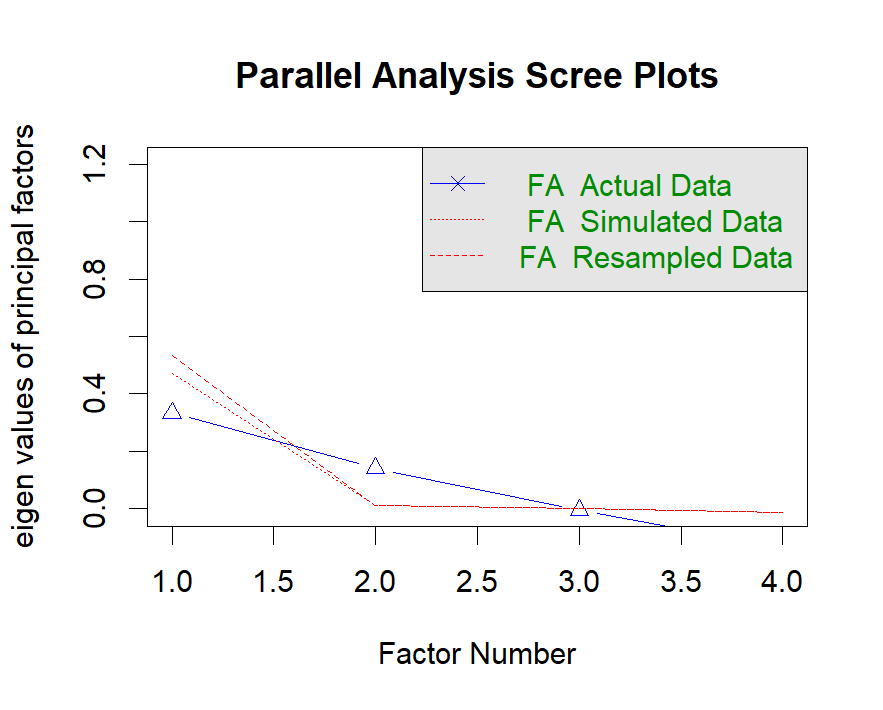 Parallel Analysis Scree Plots
eigen values of principal factors
1.2
0.8
0.4
0.0
FA Actual Data
FA Simulated Data
FA Resampled Data
1.0 1.5 2.0 2.5 3.0 3.5 4.0
Factor Number